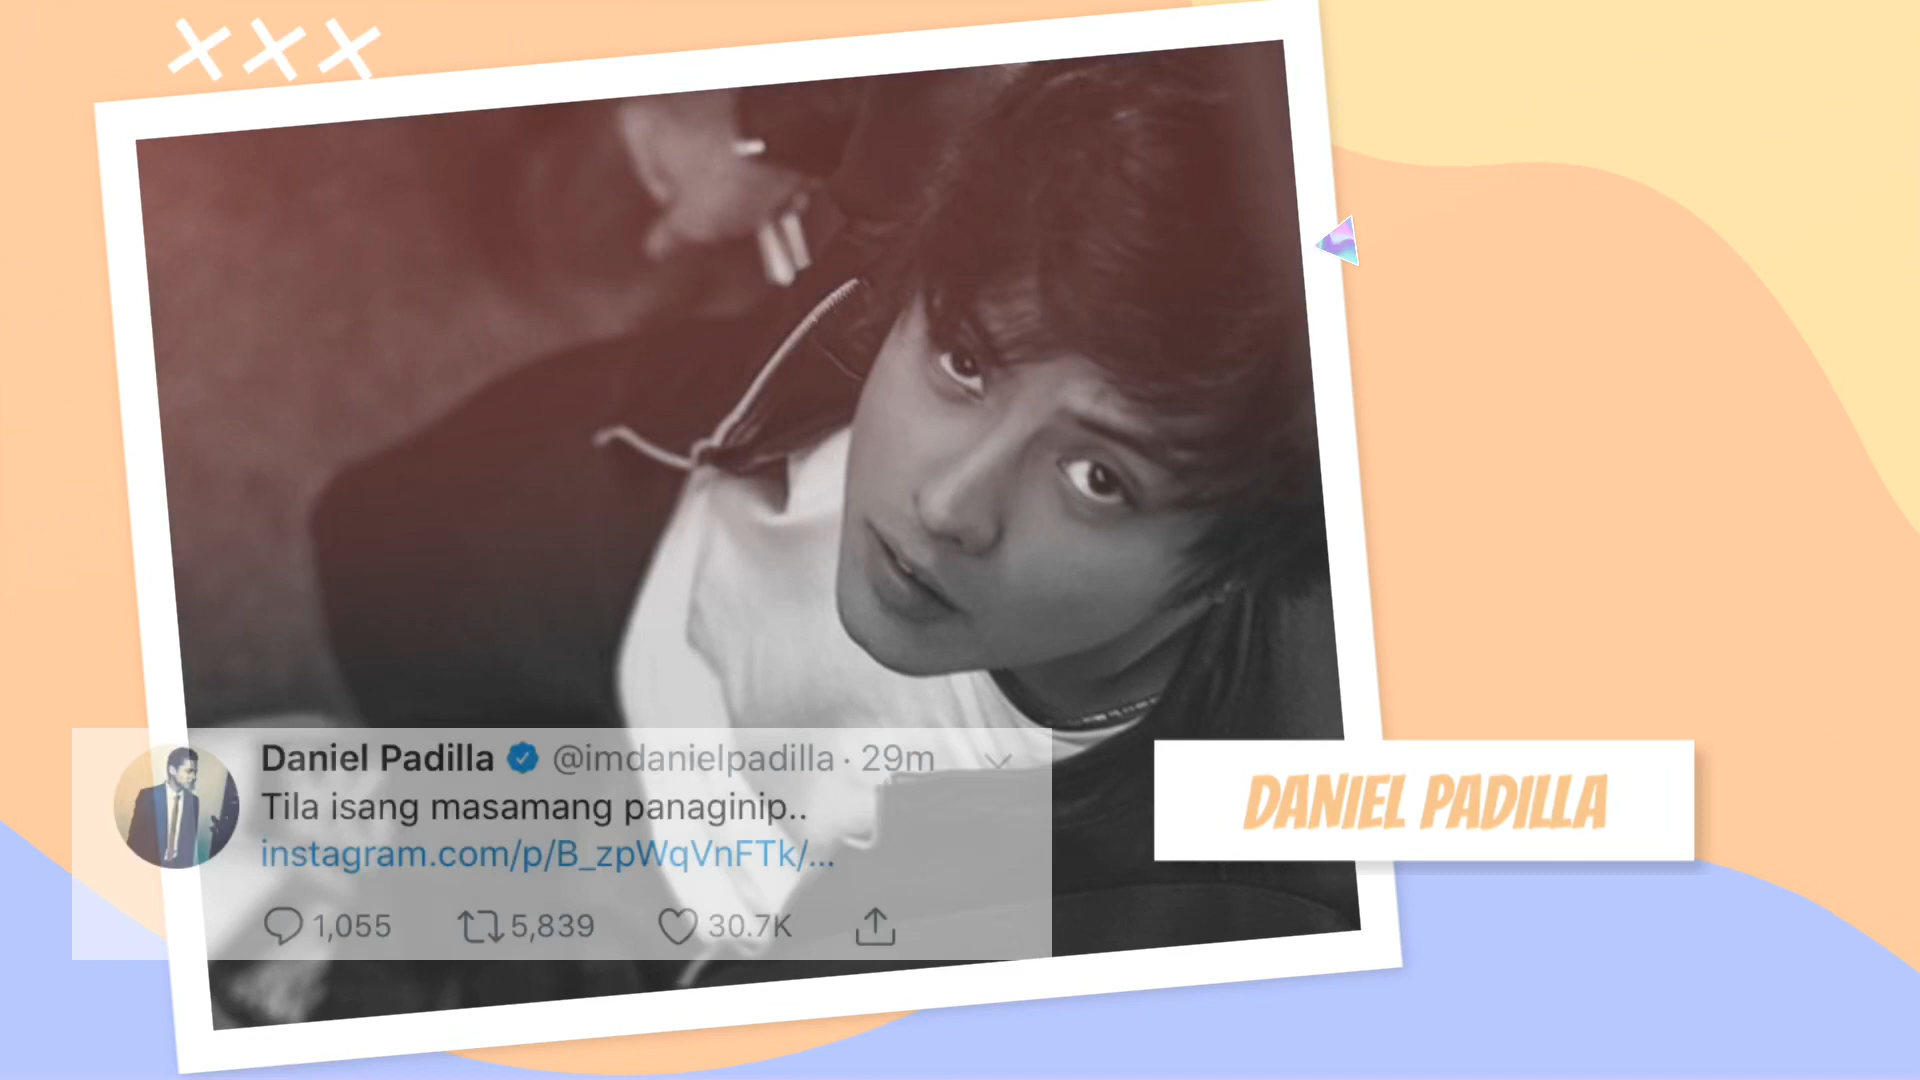 Daniel Padilla @imdanielpadilla · 29m
Tila isang masamang panaginip..
instagram.com/p/B_zpWqVnFTk/...
1,055 5,839 30.7K
DANIEL PADILLA